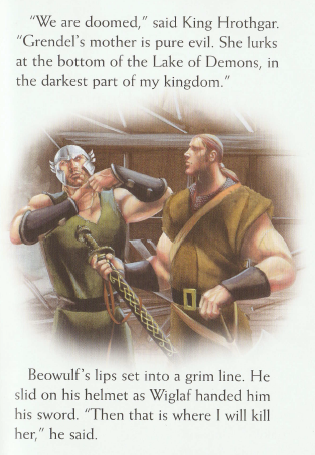 “We are doomed,” said King Hrothgar.
“Grendel’s mother is pure evil. She lurks
at the bottom of the Lake of Demons, in
the darkest part of my kingdom.”
Beowulf’s lips set into a grim line. He
slid on his helmet as Wiglaf handed him
his sword. “Then that is where I will kill
her,” he said.